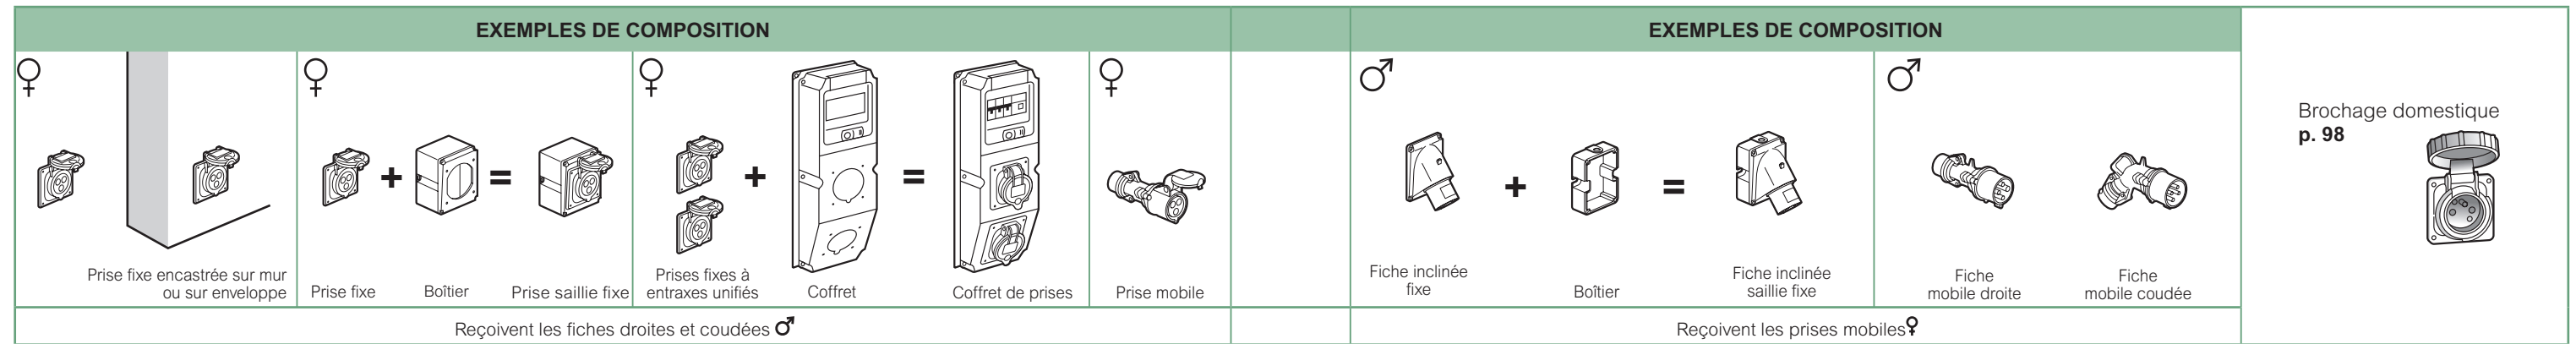 EXEMPLES DE COMPOSITION
Prise fixe encastrée sur mur
ou sur enveloppe
Prise fixe
+
Boîtier
=
Prise saillie fixe
Prises fixes à
entraxes unifiés
+
Coffret
=
Coffret de prises
Prise mobile
Reçoivent les fiches droites et coudées ♂
EXEMPLES DE COMPOSITION
Fiche inclinée
fixe
+
Boîtier
=
Fiche inclinée
saillie fixe
Fiche
mobile droite
Fiche
mobile coudée
Reçoivent les prises mobiles♀
Brochage domestique
p. 98